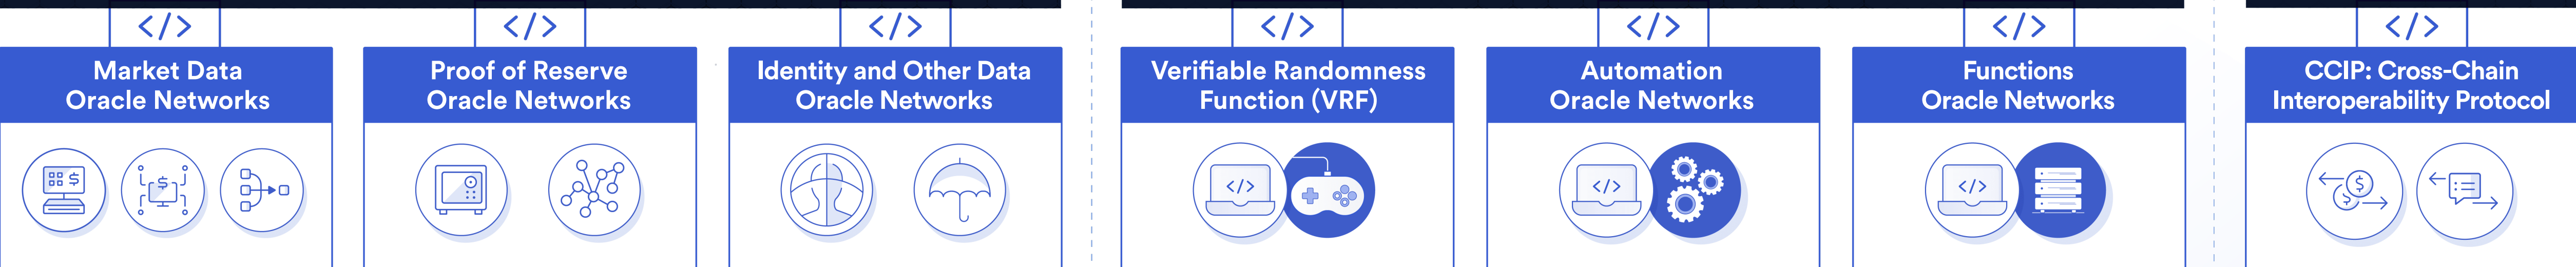 </>
</>
</>
</>
</>
</>
</>
Market Data
Oracle Networks
Proof of Reserve
Oracle Networks
Identity and Other Data
Oracle Networks
Verifiable Randomness
Function (VRF)
Automation
Oracle Networks
Functions
Oracle Networks
CCIP: Cross-Chain
Interoperability Protocol
$
$
</>
</>
</>
$
$